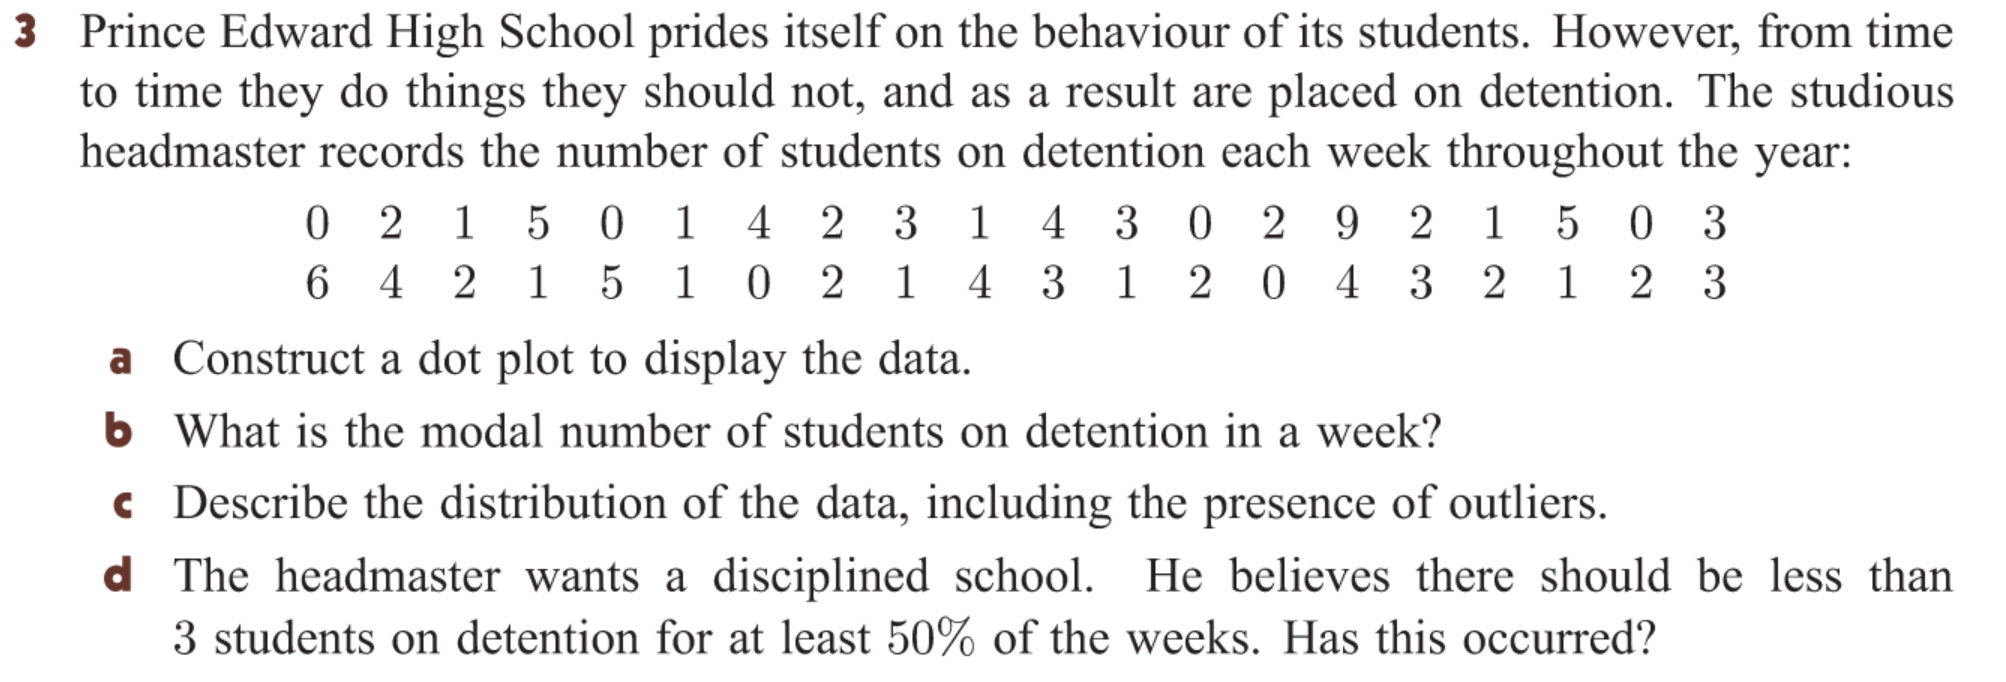 3 Prince Edward High School prides itself on the behaviour of its students. However, from time
to time they do things they should not, and as a result are placed on detention. The studious
headmaster records the number of students on detention each week throughout the year:
0 2 1 5 0 1 4 2 3 1 4 3 0 2 9 2 1 5 0 3
6 4 2 1 5 1 0 2 1 4 3 1 2 0 4 3 2 1 2 3
a Construct a dot plot to display the data.
b What is the modal number of students on detention in a week?
c Describe the distribution of the data, including the presence of outliers.
d The headmaster wants a disciplined school. He believes there should be less than
3 students on detention for at least 50% of the weeks. Has this occurred?